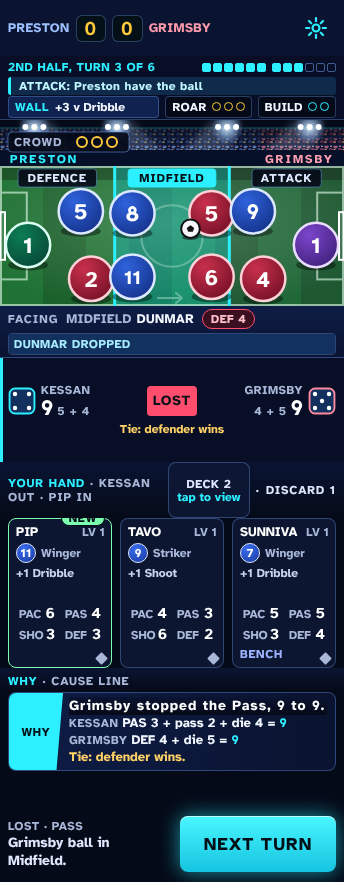 PRESTON 0 0 GRIMSBY
2ND HALF, TURN 3 OF 6
ATTACK: Preston have the ball
WALL +3 v Dribble ROAR BUILD
CROWD
PRESTON GRIMSBY
DEFENCE MIDFIELD ATTACK
5 8 5 9
1 1
2 11 6 4
FACING MIDFIELD DUNMAR DEF 4
DUNMAR DROPPED
KESSAN GRIMSBY
9 5 + 4 LOST 4 + 5 9
Tie: defender wins
YOUR HAND · KESSAN OUT · PIP IN
DECK 2
tap to view
· DISCARD 1
NEW
PIP LV 1
11 Winger
+1 Dribble
PAC 6 PAS 4
SHO 3 DEF 3
TAVO LV 1
9 Striker
+1 Shoot
PAC 4 PAS 3
SHO 6 DEF 2
SUNNIVA LV 1
7 Winger
+1 Dribble
PAC 5 PAS 5
SHO 3 DEF 4
BENCH
WHY · CAUSE LINE
WHY
Grimsby stopped the Pass, 9 to 9.
KESSAN PAS 3 + pass 2 + die 4 = 9
GRIMSBY DEF 4 + die 5 = 9
Tie: defender wins.
LOST · PASS
Grimsby ball in
Midfield.
NEXT TURN